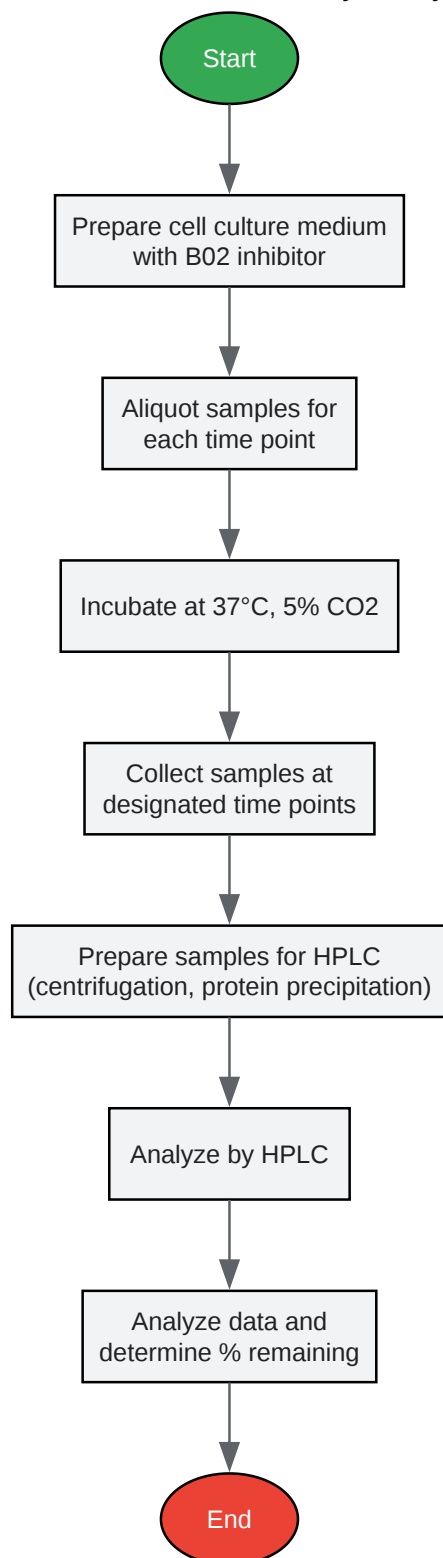 Start
Prepare cell culture medium
with B02 inhibitor
Aliquot samples for
each time point
Incubate at 37°C, 5% CO2
Collect samples at
designated time points
Prepare samples for HPLC
(centrifugation, protein precipitation)
Analyze by HPLC
Analyze data and
determine % remaining
End